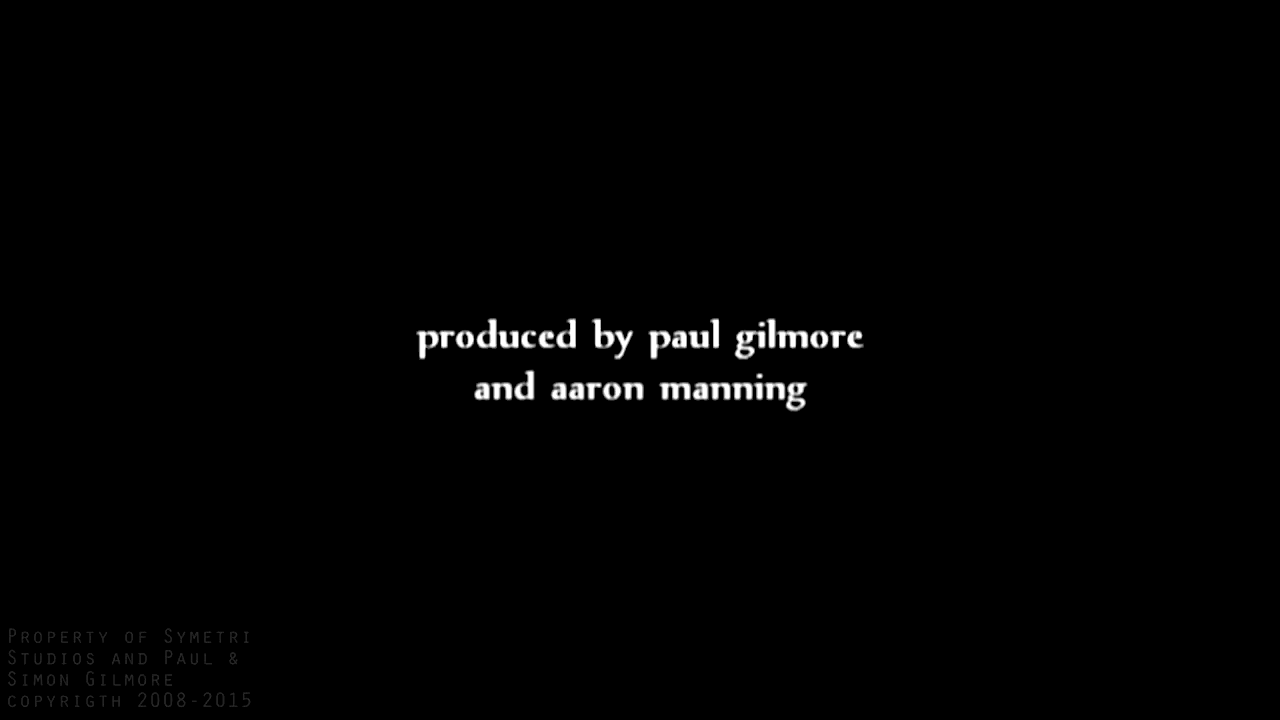 produced by paul gilmore
and aaron manning
Property of Symetri
Studios and Paul &
Simon Gilmore
copyrigth 2008-2015